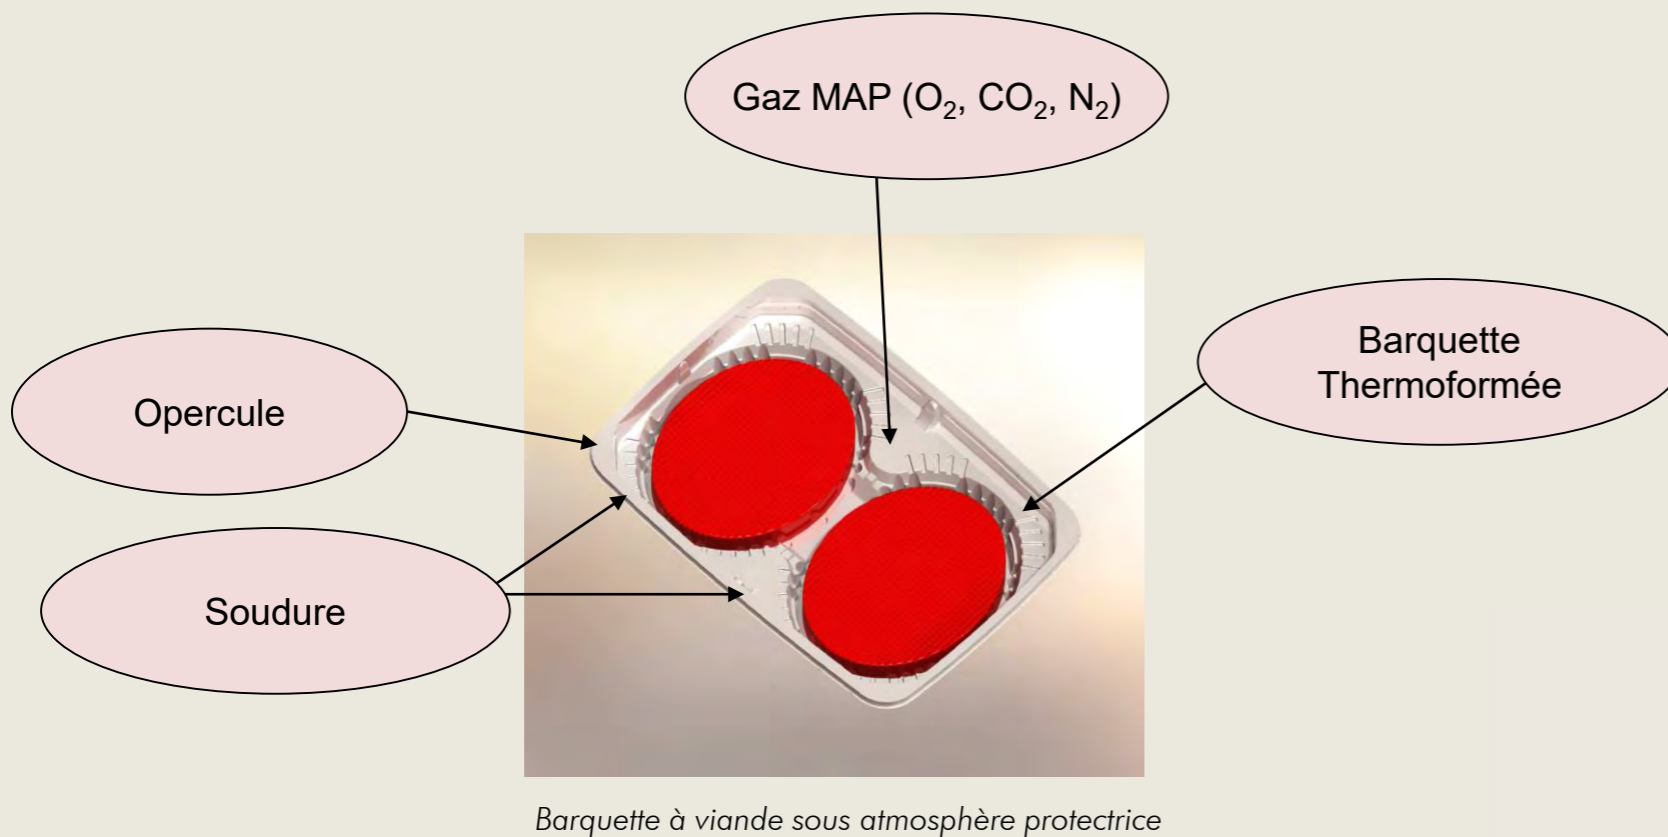 Gaz MAP (O₂, CO₂, N₂)
Opercule
Barquette
Thermoformée
Soudure
Barquette à viande sous atmosphère protectrice